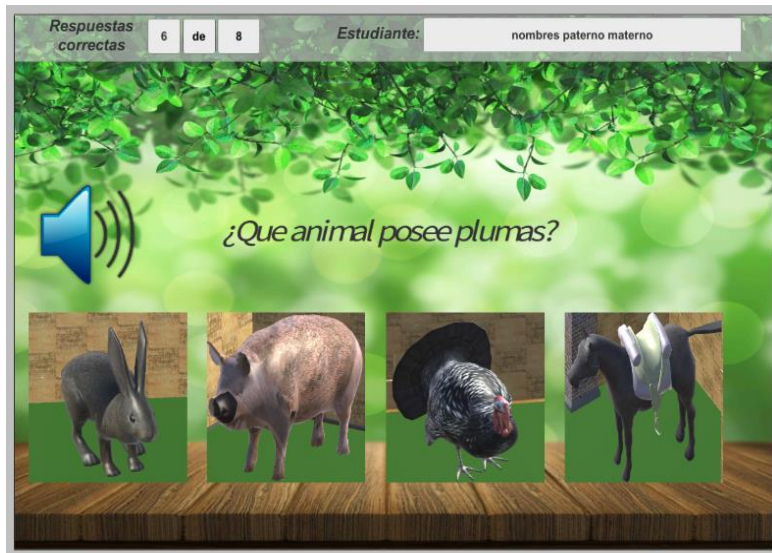 Respuestas
correctas
6 de 8
Estudiante:
nombres paterno materno
¿Que animal posee plumas?